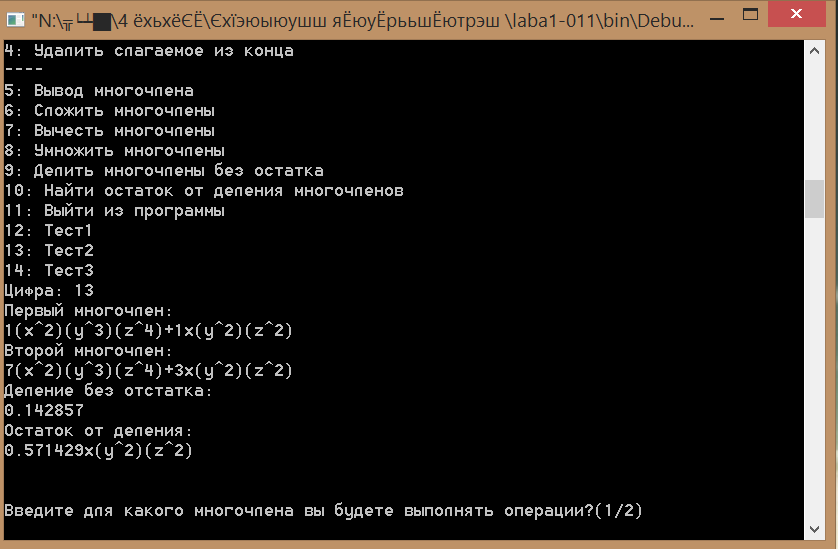 "N:\╦╙┴██\4 ёхьхёЄЁ\Єхїэюыюушш яЁюуЁрььшЁютрэш \laba1-011\bin\Debu...
4: Удалить слагаемое из конца
----
5: Вывод многочлена
6: Сложить многочлены
7: Вычесть многочлены
8: Умножить многочлены
9: Делить многочлены без остатка
10: Найти остаток от деления многочленов
11: Выйти из программы
12: Тест1
13: Тест2
14: Тест3
Цифра: 13
Первый многочлен:
1(x^2)(y^3)(z^4)+1x(y^2)(z^2)
Второй многочлен:
7(x^2)(y^3)(z^4)+3x(y^2)(z^2)
Деление без отстатка:
0.142857
Остаток от деления:
0.571429x(y^2)(z^2)
Введите для какого многочлена вы будете выполнять операции?(1/2)